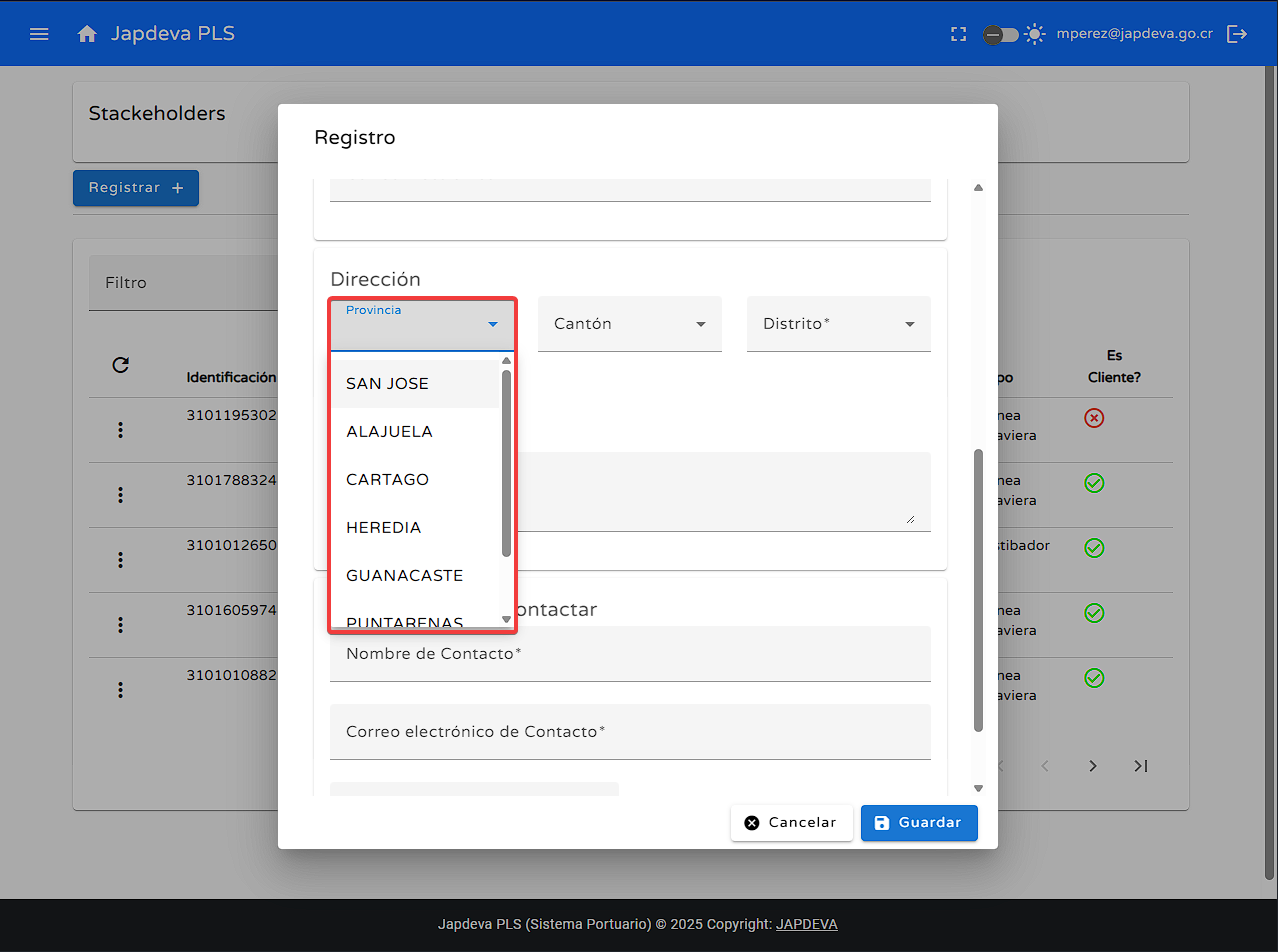 Japdeva PLS
mperez@japdeva.go.cr
Stackeholders
Registrar +
Filtro
Identificación
3101195302
3101788324
3101012650
3101605974
3101010882
Registro
Dirección
Provincia
Cantón
Distrito*
SAN JOSE
ALAJUELA
CARTAGO
HEREDIA
GUANACASTE
PUNTARENAS
ontactar
Nombre de Contacto*
Correo electrónico de Contacto*
Cancelar
Guardar
po
Es
Cliente?
nea
aviera
nea
aviera
stibador
nea
aviera
nea
aviera
Japdeva PLS (Sistema Portuario) © 2025 Copyright: JAPDEVA